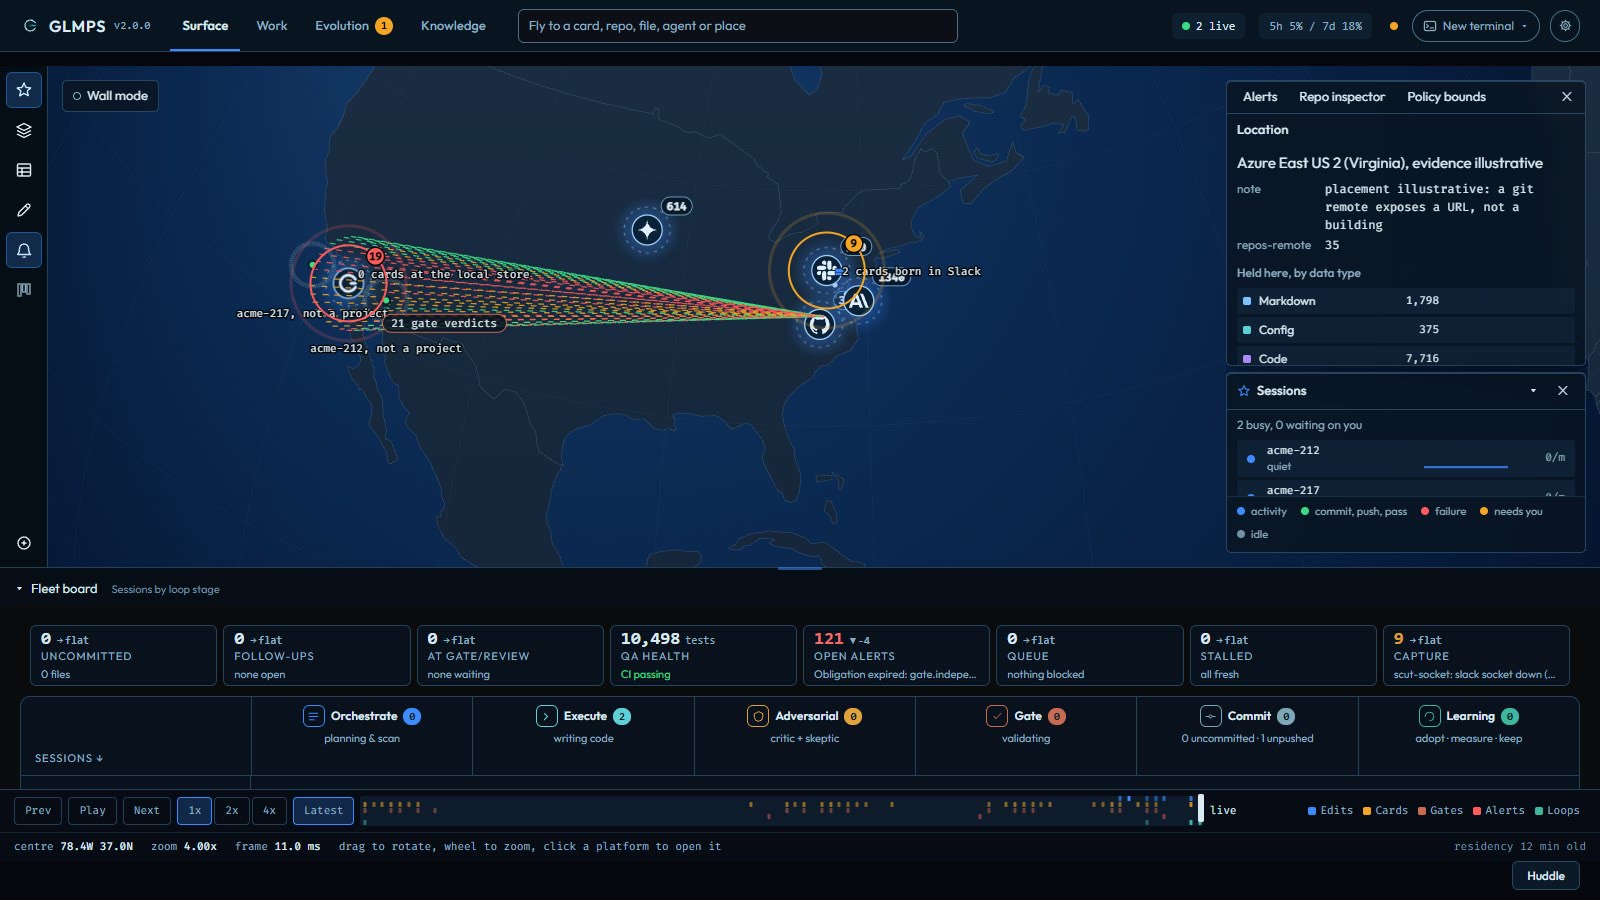 GLMPS v2.0.0
Surface
Work
Evolution 1
Knowledge
Fly to a card, repo, file, agent or place
2 live
5h 5% / 7d 18%
New terminal
Wall mode
614
19
0 cards at the local store
acme-217, not a project
21 gate verdicts
acme-212, not a project
9
2 cards born in Slack
Alerts
Repo inspector
Policy bounds
Location
Azure East US 2 (Virginia), evidence illustrative
note
placement illustrative: a git
remote exposes a URL, not a
building
repos-remote 35
Held here, by data type
Markdown 1,798
Config 375
Code 7,716
Sessions
2 busy, 0 waiting on you
acme-212
quiet
0/m
acme-217
activity
commit, push, pass
failure
needs you
idle
Fleet board
Sessions by loop stage
0 →flat
UNCOMMITTED
0 files
0 →flat
FOLLOW-UPS
none open
0 →flat
AT GATE/REVIEW
none waiting
10,498 tests
QA HEALTH
CI passing
121 ▼-4
OPEN ALERTS
Obligation expired: gate.indepe...
0 →flat
QUEUE
nothing blocked
0 →flat
STALLED
all fresh
9 →flat
CAPTURE
scut-socket: slack socket down (...
SESSIONS ↓
Orchestrate 0
planning & scan
Execute 2
writing code
Adversarial 0
critic + skeptic
Gate 0
validating
Commit 0
0 uncommitted · 1 unpushed
Learning 0
adopt · measure · keep
Prev
Play
Next
1x
2x
4x
Latest
live
Edits
Cards
Gates
Alerts
Loops
centre 78.4W 37.0N
zoom 4.00x
frame 11.0 ms
drag to rotate, wheel to zoom, click a platform to open it
residency 12 min old
Huddle